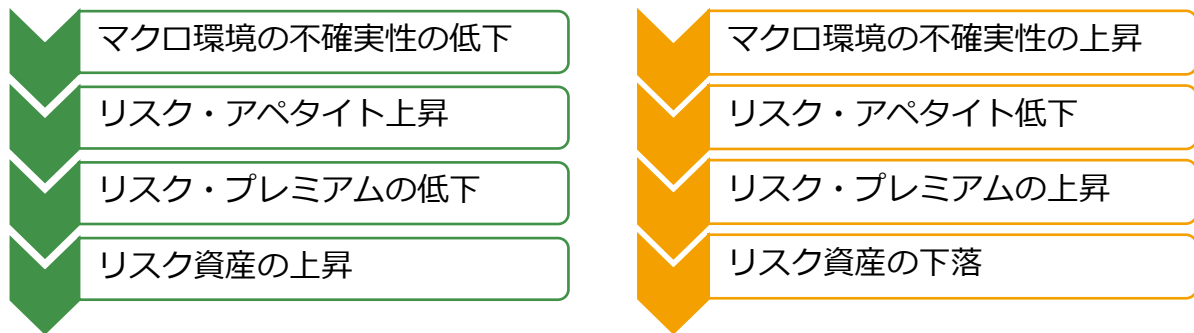 マクロ環境の不確実性の低下
リスク・アペタイト上昇
リスク・プレミアムの低下
リスク資産の上昇
マクロ環境の不確実性の上昇
リスク・アペタイト低下
リスク・プレミアムの上昇
リスク資産の下落